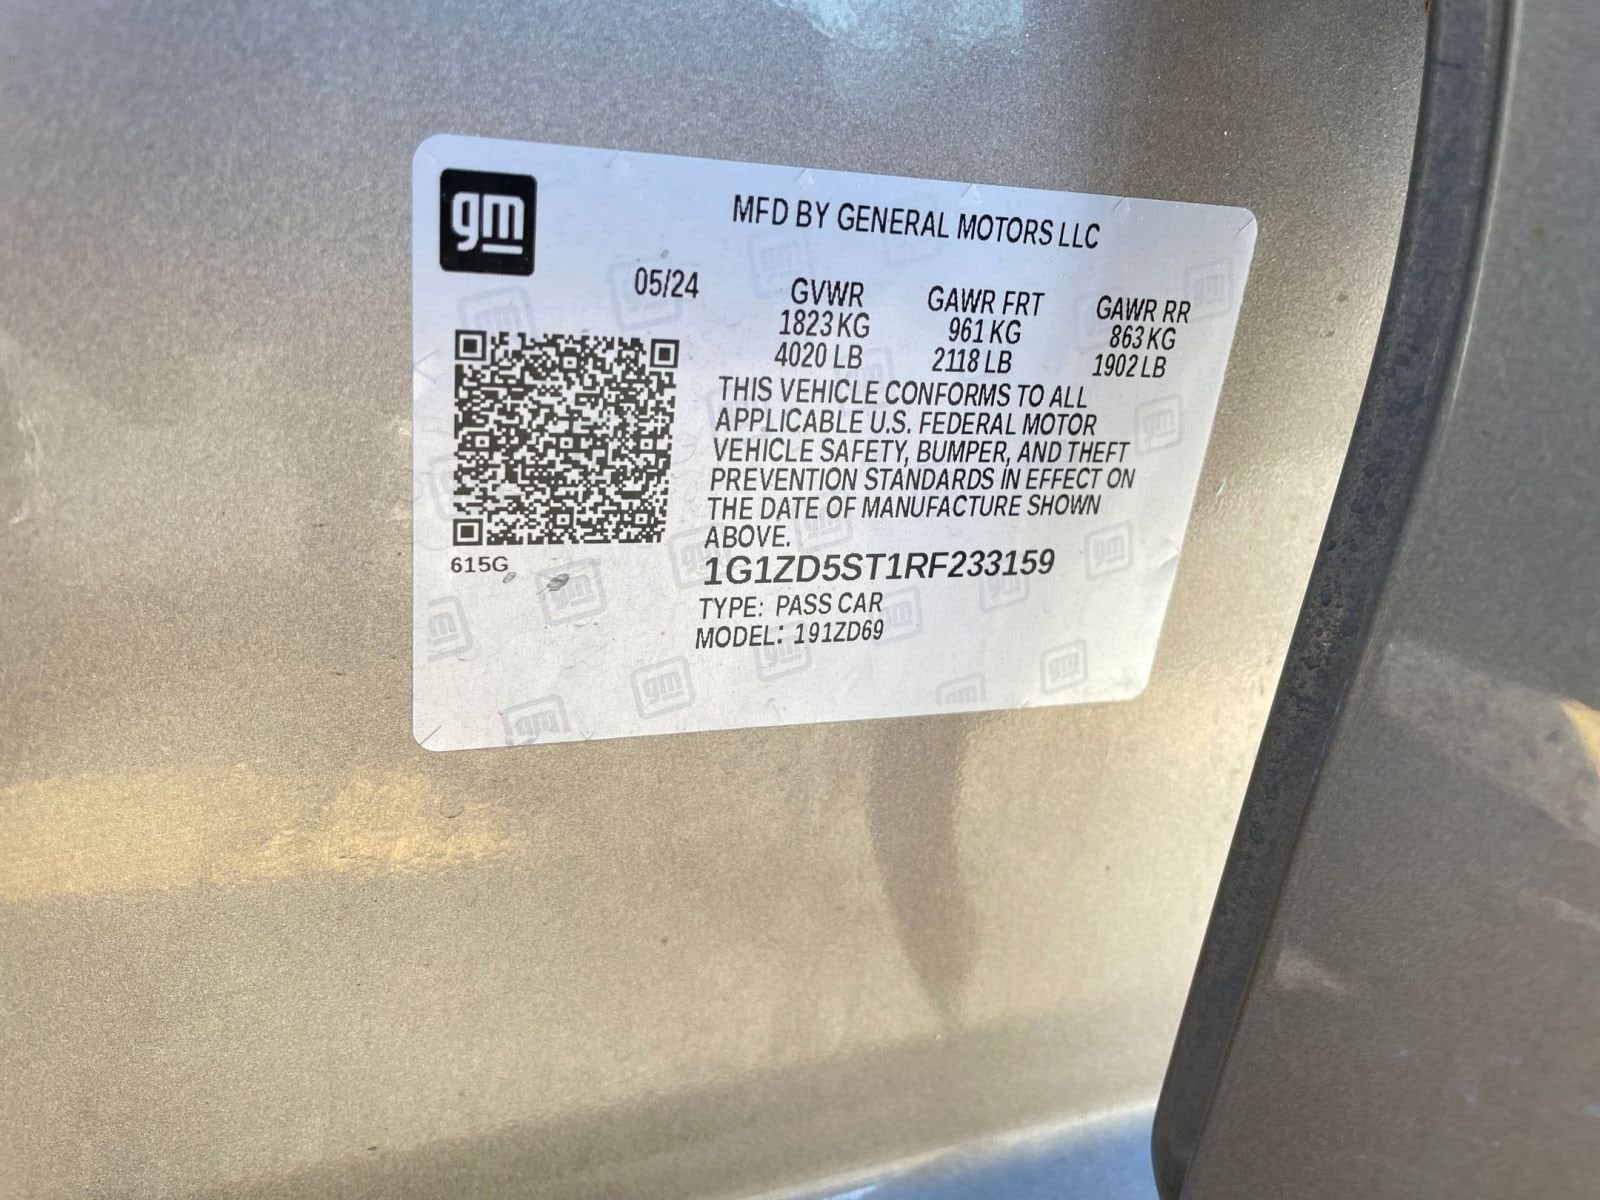 gm
MFD BY GENERAL MOTORS LLC
05/24
GVWR GAWR FRT GAWR RR
1823 KG 961 KG 863 KG
4020 LB 2118 LB 1902 LB
THIS VEHICLE CONFORMS TO ALL
APPLICABLE U.S. FEDERAL MOTOR
VEHICLE SAFETY, BUMPER, AND THEFT
PREVENTION STANDARDS IN EFFECT ON
THE DATE OF MANUFACTURE SHOWN
ABOVE.
615G
1G1ZD5ST1RF233159
TYPE: PASS CAR
MODEL: 191ZD69